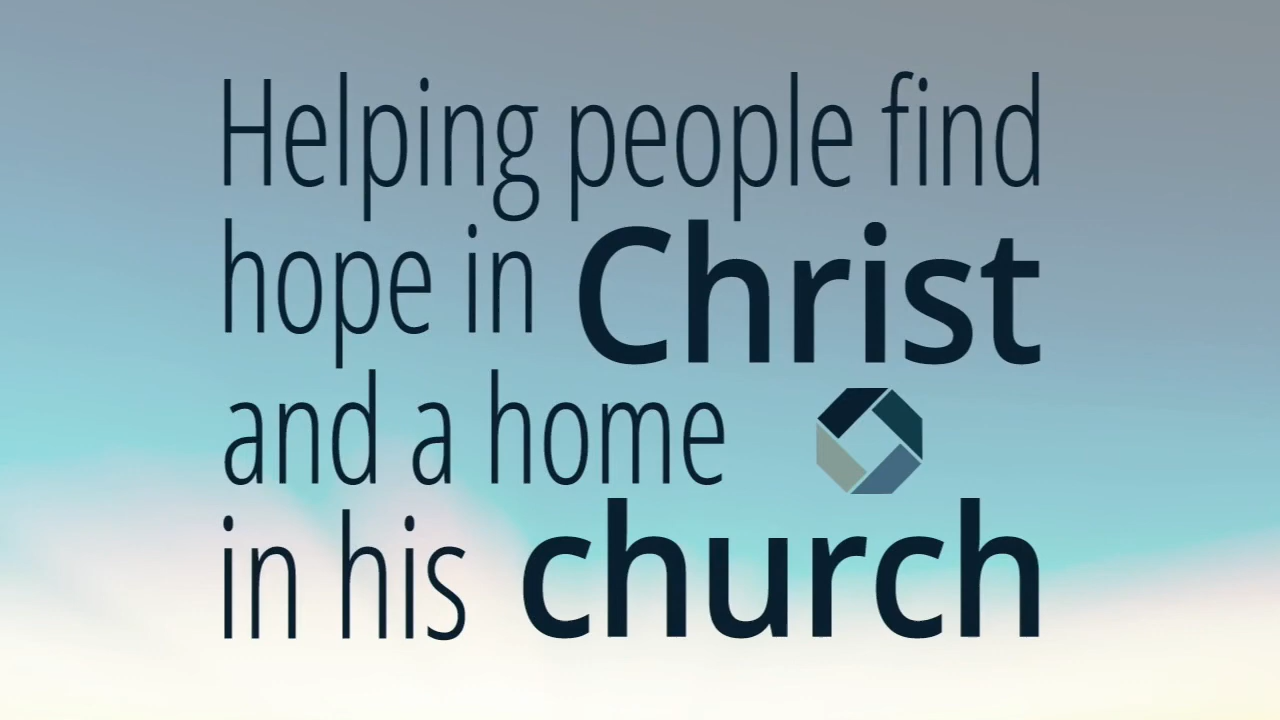 Helping people find
hope in Christ
and a home
in his church